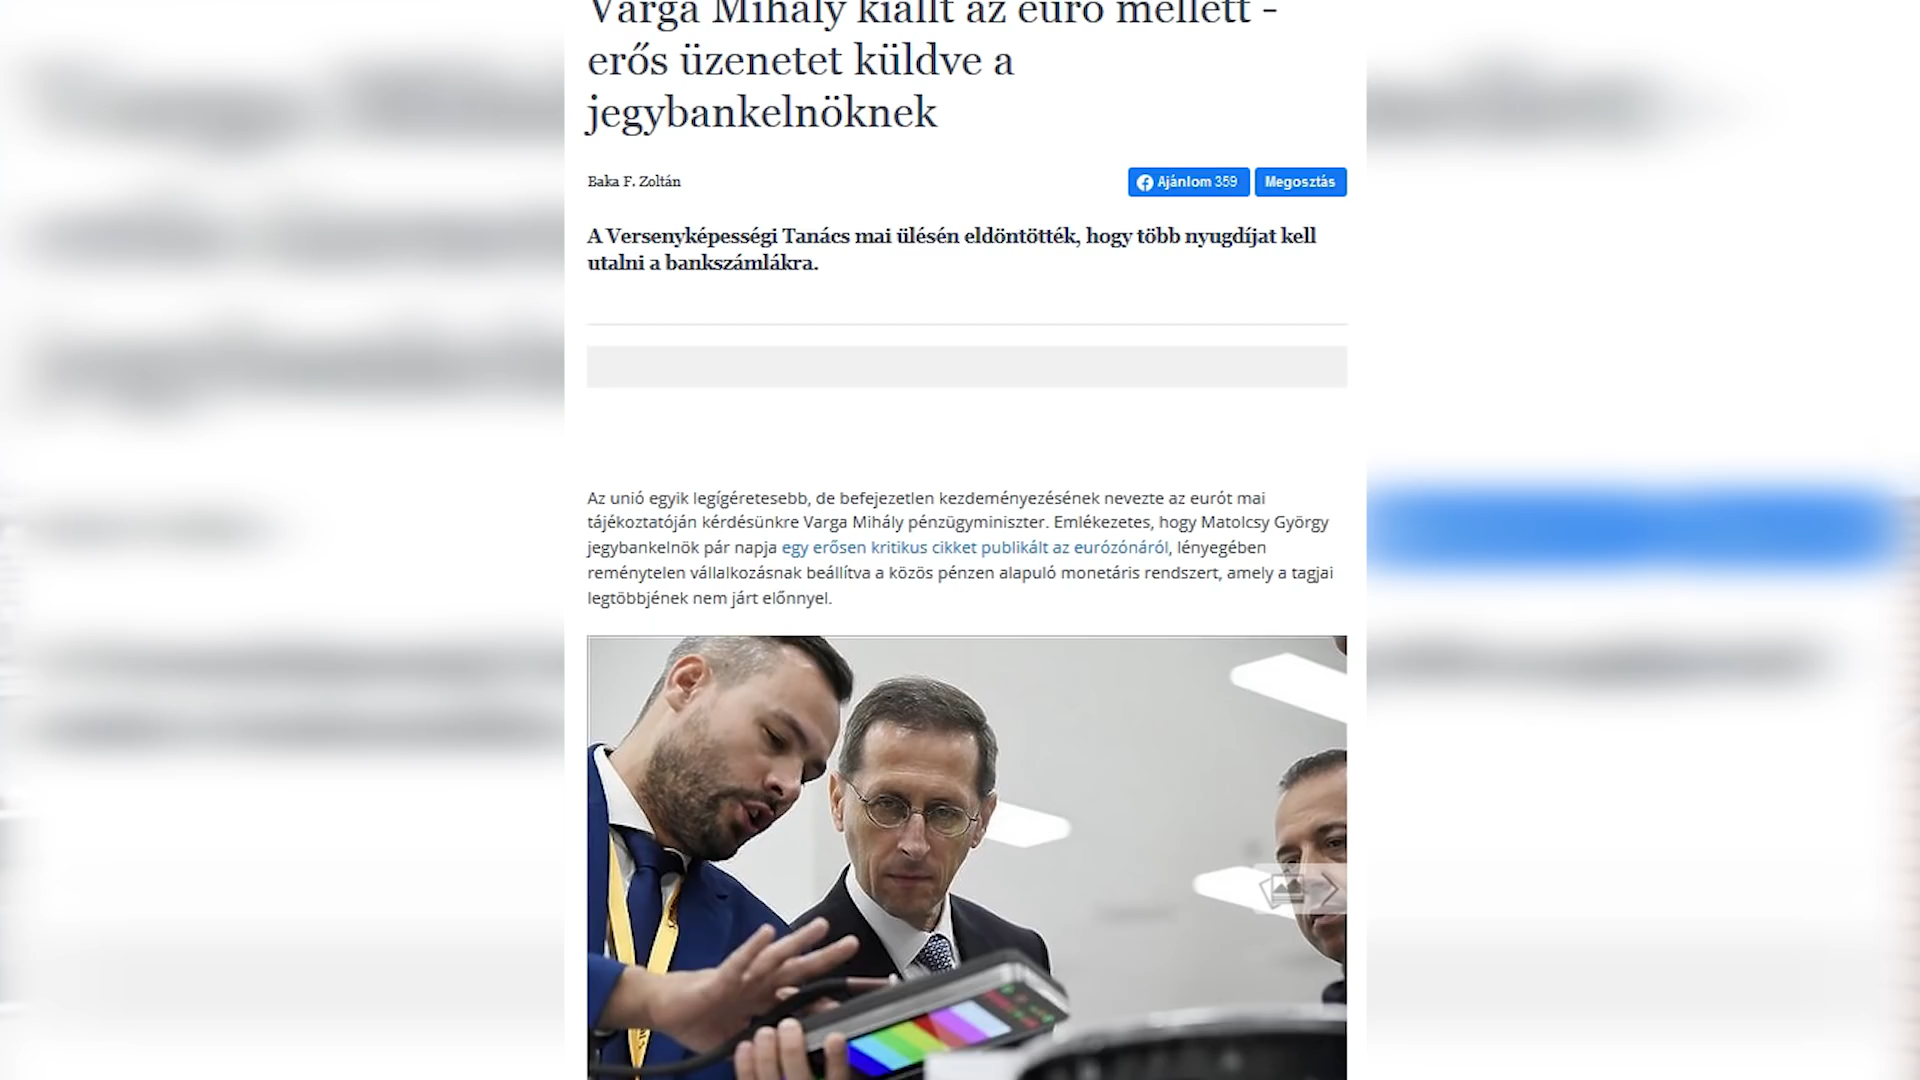 Varga Mihály kiállt az euró mellett -
erős üzenetet küldve a
jegybankelnöknek
Baka F. Zoltán
Ajánlom 359
Megosztás
A Versenyképességi Tanács mai ülésén eldöntötték, hogy több nyugdíjat kell
utalni a bankszámlákra.
Az unió egyik legígéretesebb, de befejezetlen kezdeményezésének nevezte az eurót mai
tájékoztatóján kérdésünkre Varga Mihály pénzügyminiszter. Emlékezetes, hogy Matolcsy György
jegybankelnök pár napja egy erősen kritikus cikket publikált az eurózónáról, lényegében
reménytelen vállalkozásnak beállítva a közös pénzen alapuló monetáris rendszert, amely a tagjai
legtöbbjének nem járt előnnyel.